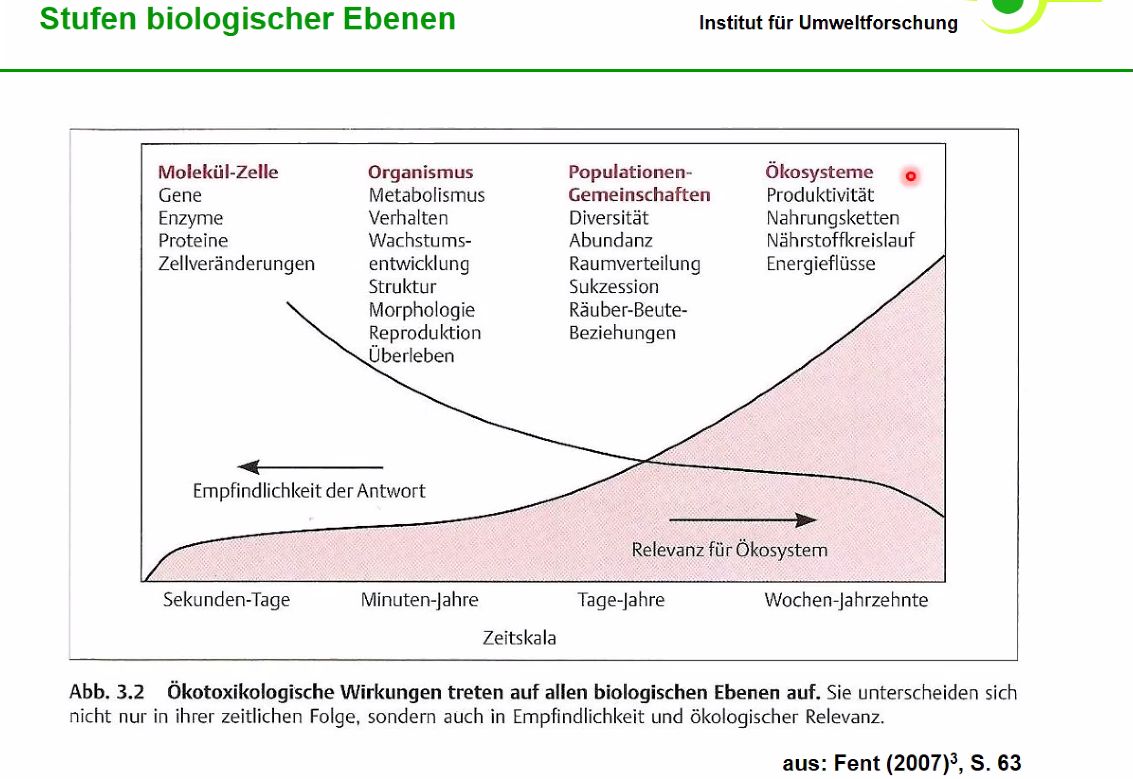 Stufen biologischer Ebenen
Institut für Umweltforschung
Molekül-Zelle
Gene
Enzyme
Proteine
Zellveränderungen
Organismus
Metabolismus
Verhalten
Wachstums-
entwicklung
Struktur
Morphologie
Reproduktion
Überleben
Populationen-
Gemeinschaften
Diversität
Abundanz
Raumverteilung
Sukzession
Räuber-Beute-
Beziehungen
Ökosysteme
Produktivität
Nahrungsketten
Nährstoffkreislauf
Energieflüsse
Empfindlichkeit der Antwort
Relevanz für Ökosystem
Sekunden-Tage
Minuten-Jahre
Tage-Jahre
Wochen-Jahrzehnte
Zeitskala
Abb. 3.2 Ökotoxikologische Wirkungen treten auf allen biologischen Ebenen auf. Sie unterscheiden sich
nicht nur in ihrer zeitlichen Folge, sondern auch in Empfindlichkeit und ökologischer Relevanz.
aus: Fent (2007)³, S. 63